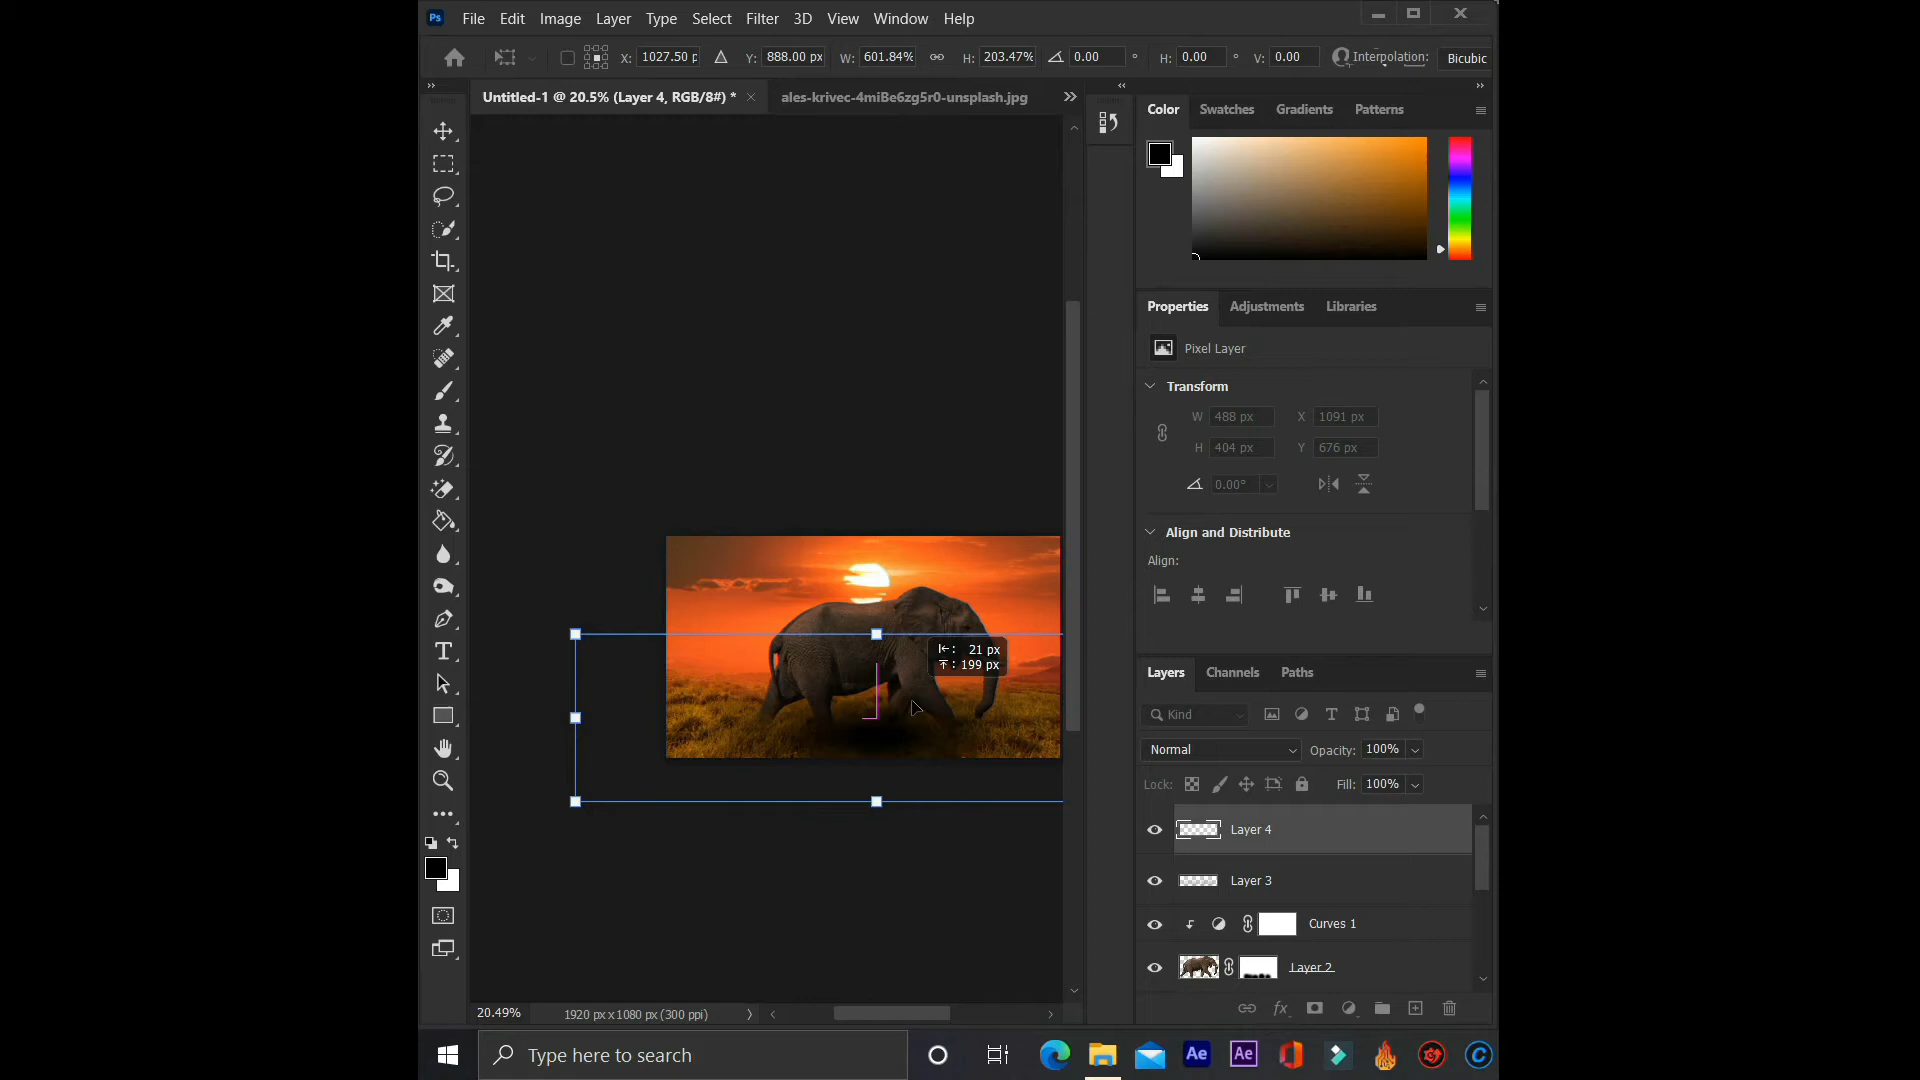 Ps File Edit Image Layer Type Select Filter 3D View Window Help
X: 1027.50 p Y: 888.00 px W: 601.84% H: 203.47% 0.00 ° H: 0.00 ° V: 0.00 Interpolation: Bicubic
Untitled-1 @ 20.5% (Layer 4, RGB/8#) * ales-krivec-4miBe6zg5r0-unsplash.jpg
Color Swatches Gradients Patterns
Properties Adjustments Libraries
Pixel Layer
Transform
W 488 px X 1091 px
H 404 px Y 676 px
0.00°
Align and Distribute
Align:
21 px
199 px
Layers Channels Paths
Kind
Normal Opacity: 100%
Lock: Fill: 100%
Layer 4
Layer 3
Curves 1
Layer 2
fx
20.49% 1920 px x 1080 px (300 ppi)
Type here to search
Ae Ae